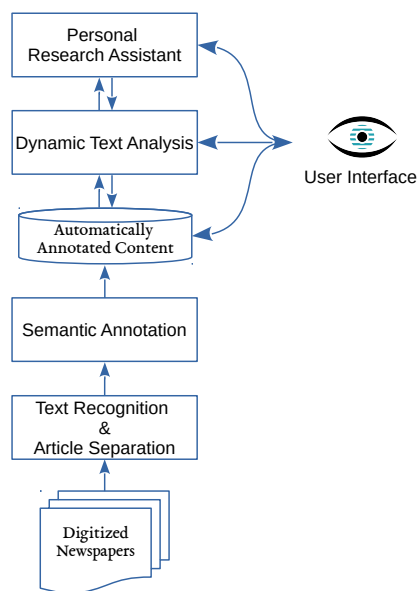 Personal
Research Assistant
Dynamic Text Analysis
User Interface
Automatically
Annotated Content
Semantic Annotation
Text Recognition
&
Article Separation
Digitized
Newspapers